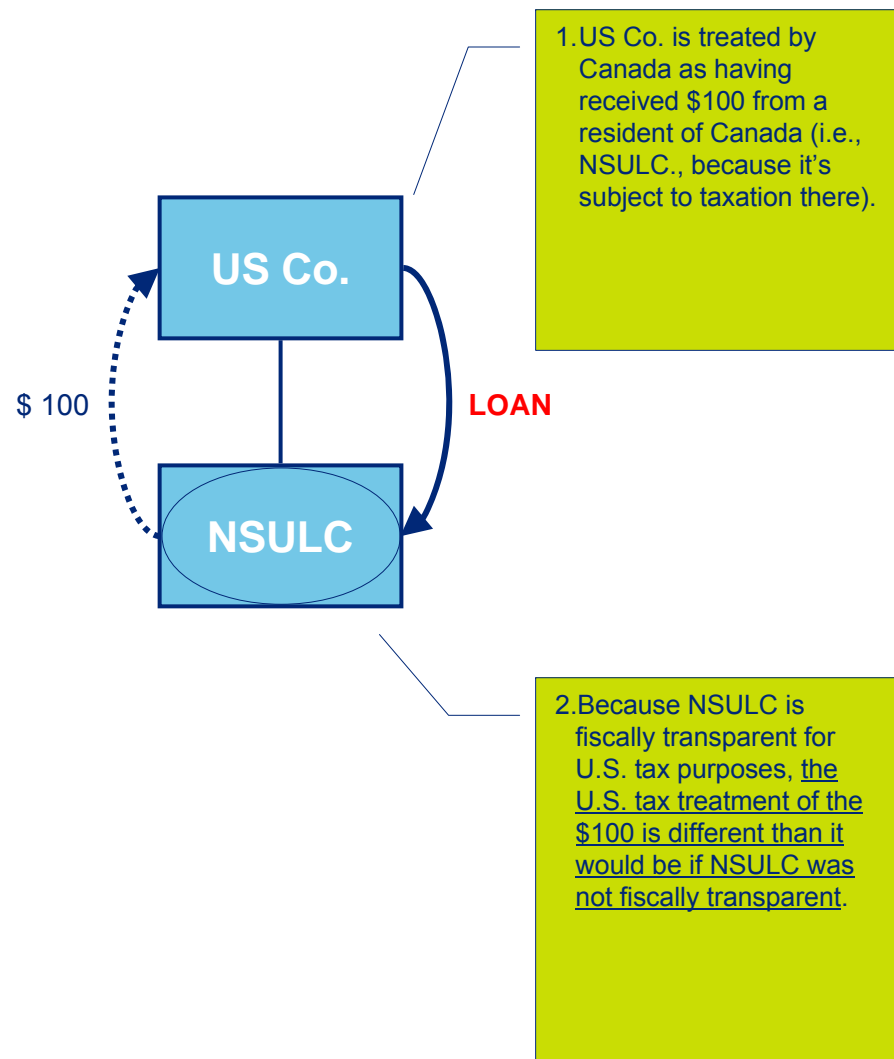 1.US Co. is treated by
Canada as having
received $100 from a
resident of Canada (i.e.,
NSULC., because it’s
subject to taxation there).
US Co.
$ 100
LOAN
NSULC
2.Because NSULC is
fiscally transparent for
U.S. tax purposes, the
U.S. tax treatment of the
$100 is different than it
would be if NSULC was
not fiscally transparent.